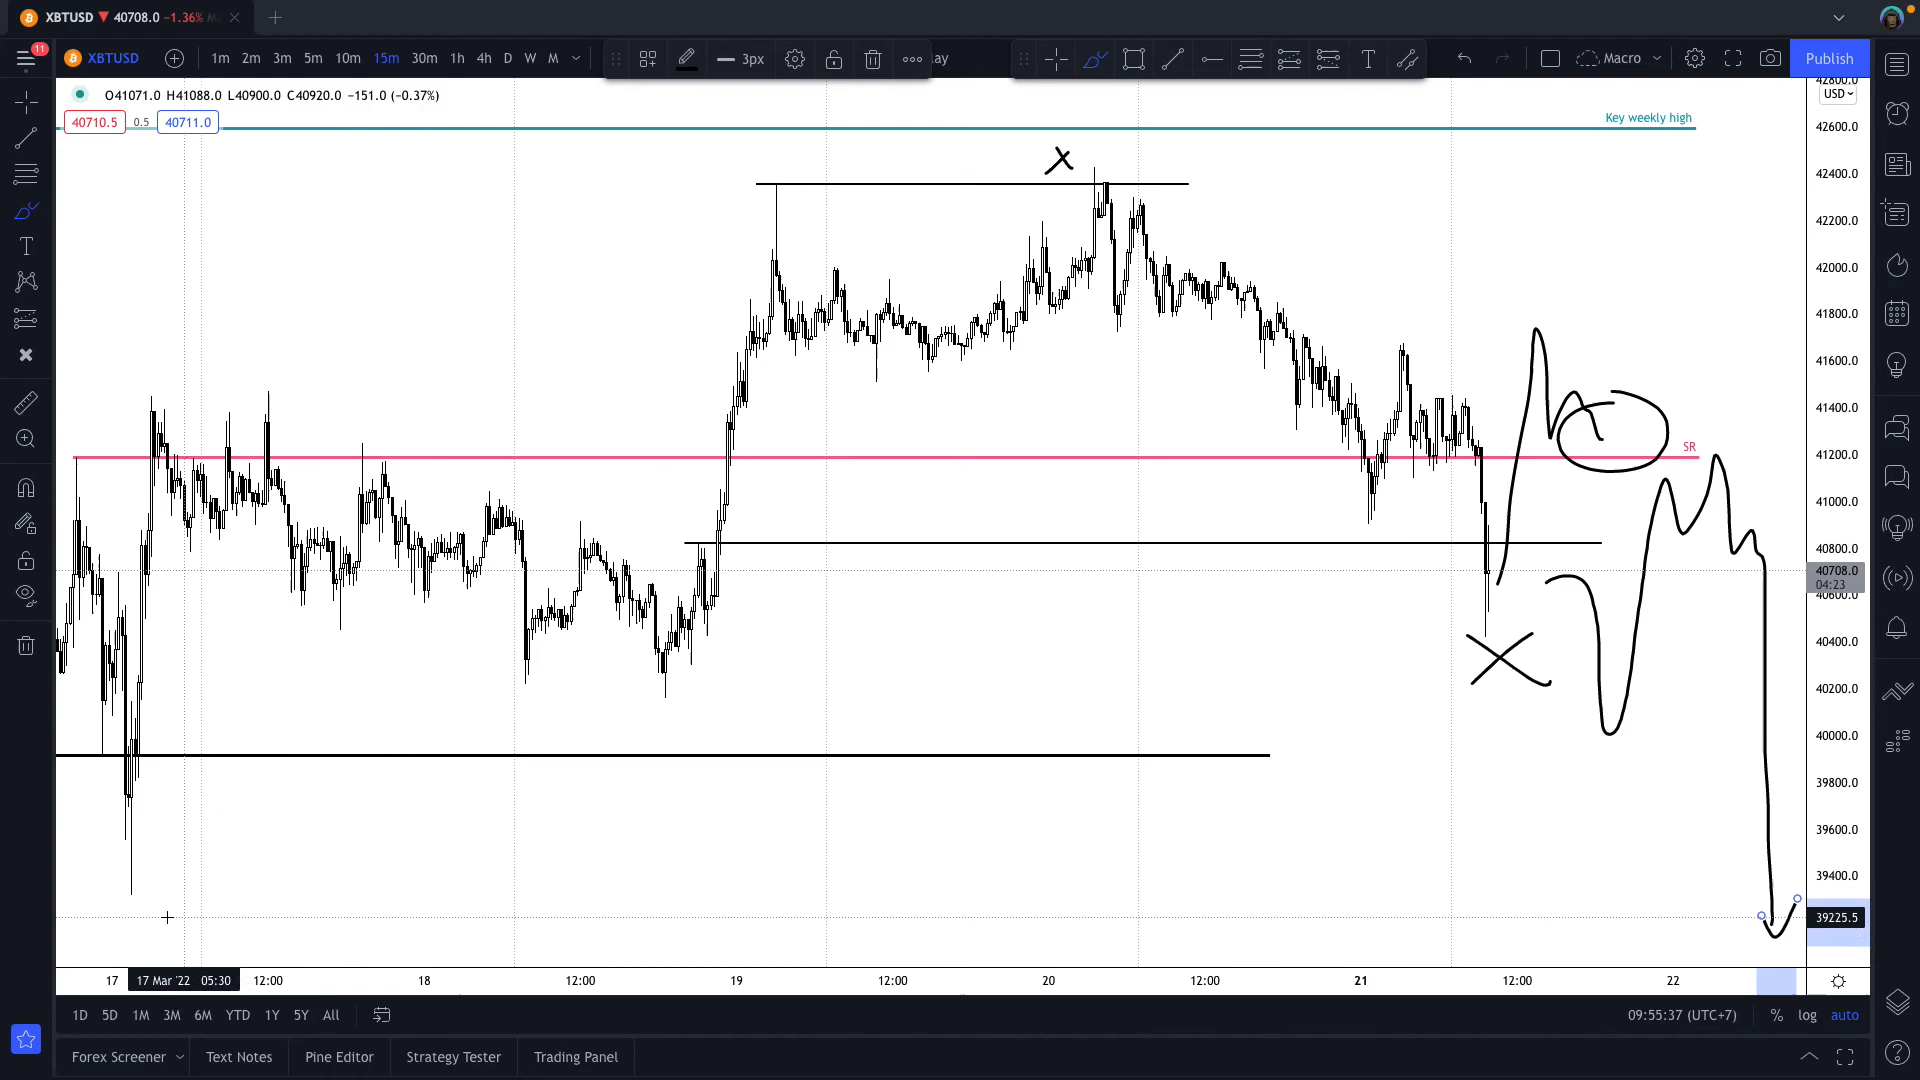 XBTUSD ▼ 40708.0 −1.36%
11
XBTUSD 1m 2m 3m 5m 10m 15m 30m 1h 4h D W M 3px lay T Macro Publish
O41071.0 H41088.0 L40900.0 C40920.0 −151.0 (−0.37%)
40710.5 0.5 40711.0
42800.0
USD
Key weekly high
42600.0
X
42400.0
42200.0
42000.0
41800.0
41600.0
41400.0
SR
41200.0
41000.0
40800.0
40708.0
04:23
40600.0
X
40400.0
40200.0
40000.0
39800.0
39600.0
39400.0
39225.5
17 17 Mar '22 05:30 12:00 18 12:00 19 12:00 20 12:00 21 12:00 22
1D 5D 1M 3M 6M YTD 1Y 5Y All 09:55:37 (UTC+7) % log auto
Forex Screener Text Notes Pine Editor Strategy Tester Trading Panel